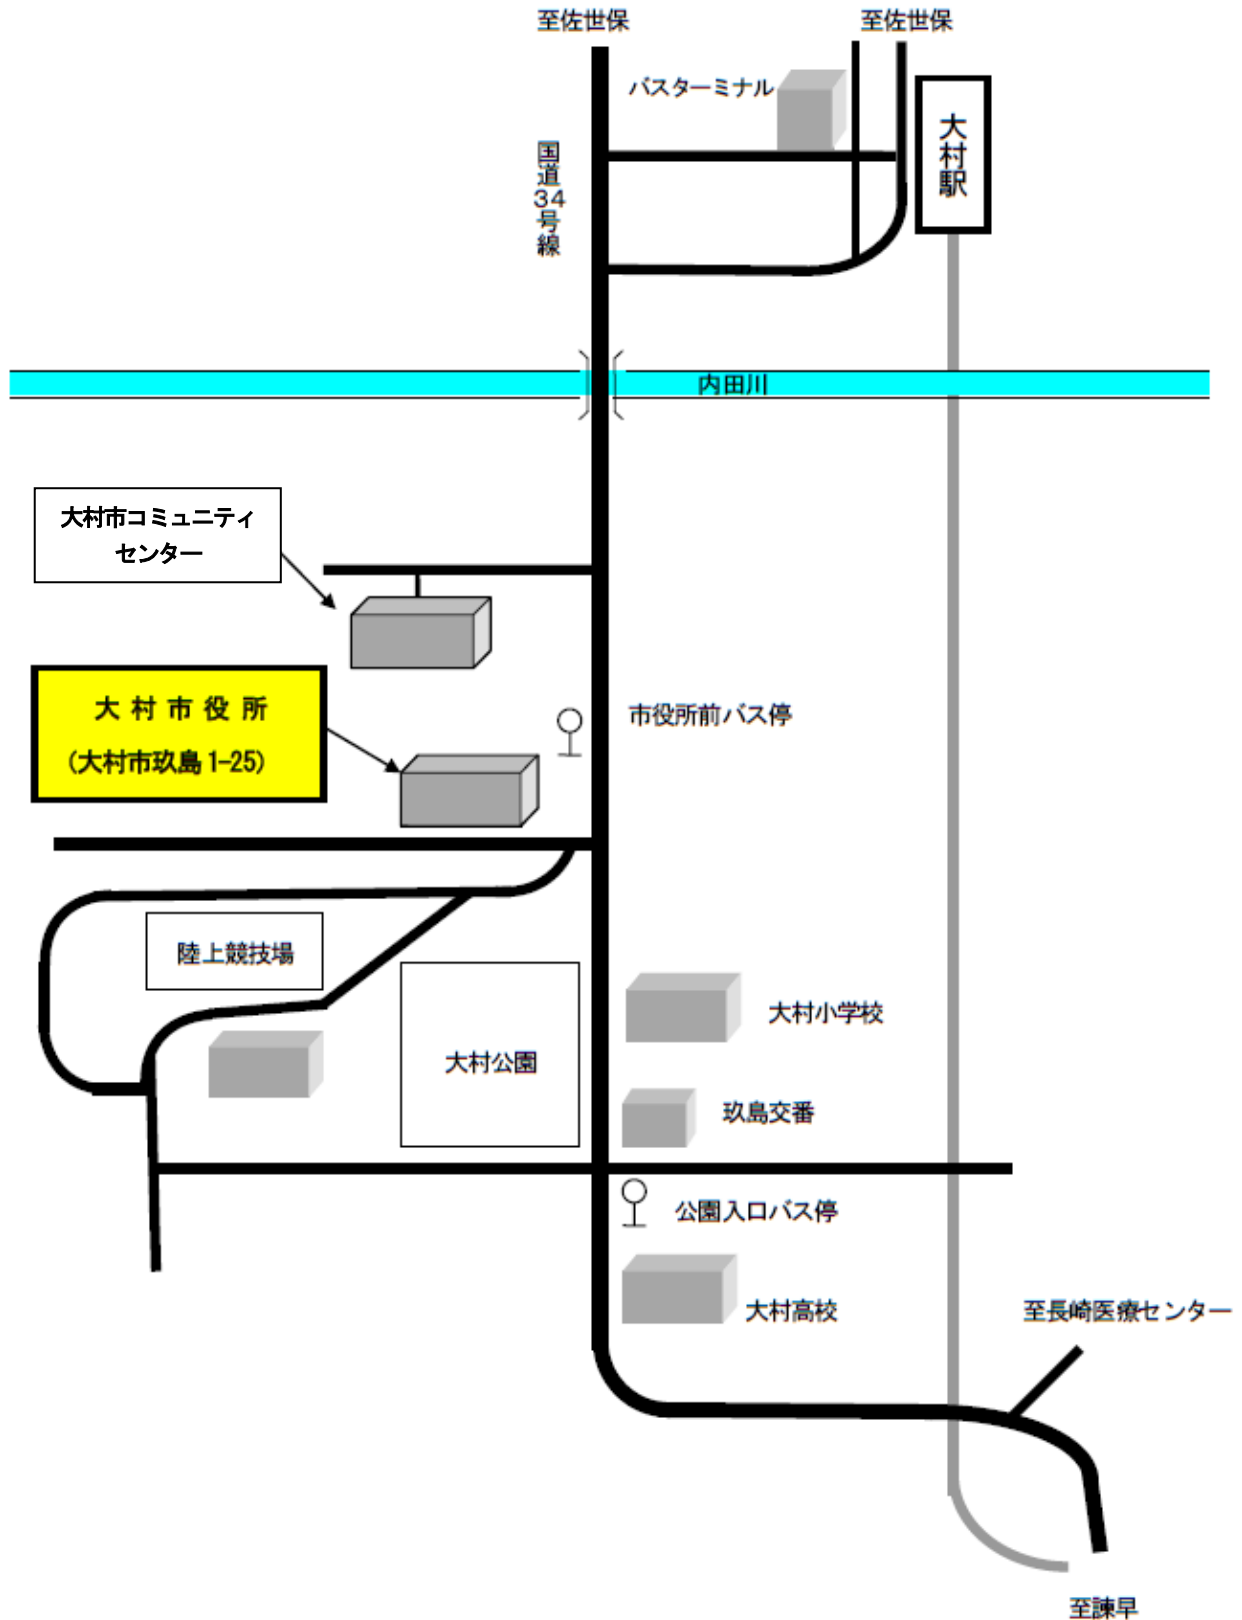 至佐世保
至佐世保
バスターミナル
大村駅
国道34号線
内田川
大村市コミュニティ
センター
大村市役所
(大村市玖島1-25)
市役所前バス停
陸上競技場
大村公園
大村小学校
玖島交番
公園入口バス停
大村高校
至長崎医療センター
至諫早